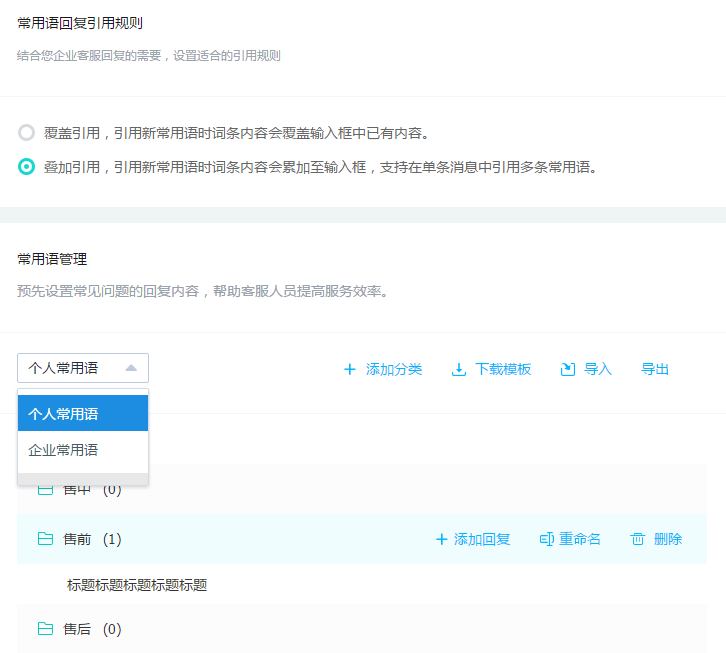 常用语回复引用规则
结合您企业客服回复的需要，设置适合的引用规则
覆盖引用，引用新常用语时词条内容会覆盖输入框中已有内容。
叠加引用，引用新常用语时词条内容会累加至输入框，支持在单条消息中引用多条常用语。
常用语管理
预先设置常见问题的回复内容，帮助客服人员提高服务效率。
个人常用语 添加分类 下载模板 导入 导出
个人常用语
企业常用语
售中 (0)
售前 (1) 添加回复 重命名 删除
标题标题标题标题标题
售后 (0)